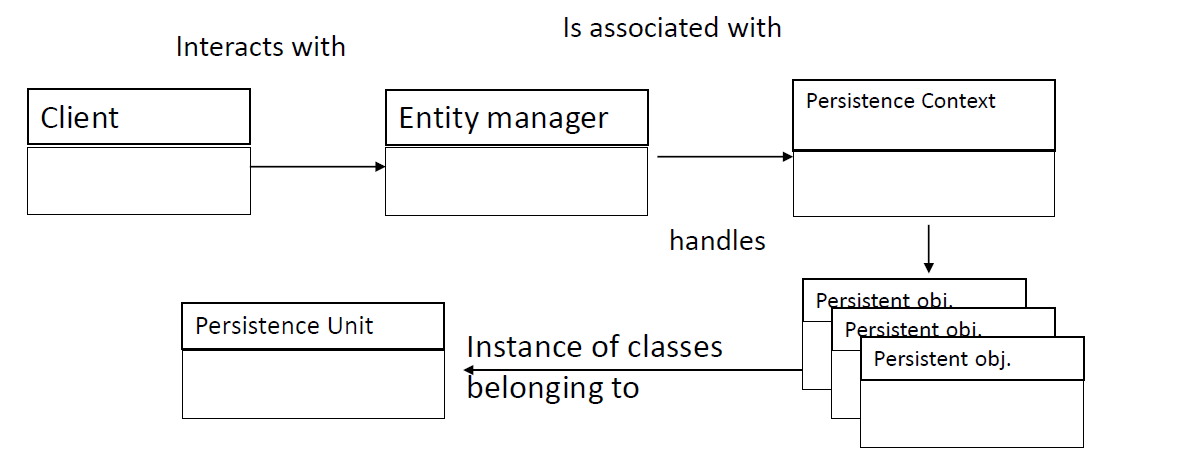 Is associated with
Interacts with
Client
Entity manager
Persistence Context
handles
Persistent obj.
Persistent obj.
Persistent obj.
Persistence Unit
Instance of classes
belonging to